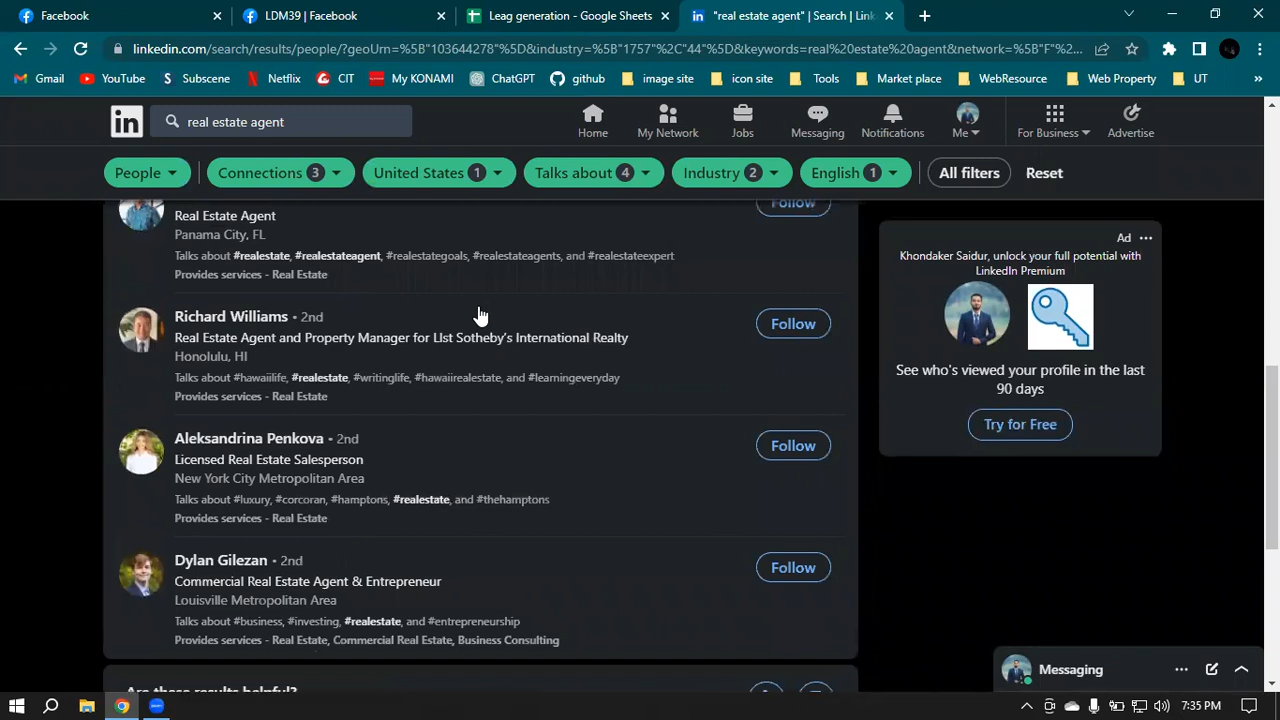 Facebook
LDM39 | Facebook
Leag generation - Google Sheets
"real estate agent" | Search | Link
linkedin.com/search/results/people/?geoUrn=%5B"103644278"%5D&industry=%5B"1757"%2C"44"%5D&keywords=real%20estate%20agent&network=%5B"F"%2C...
Gmail
YouTube
Subscene
Netflix
CIT
My KONAMI
ChatGPT
github
image site
icon site
Tools
Market place
WebResource
Web Property
UT
in
real estate agent
Home
My Network
Jobs
Messaging
Notifications
Me
For Business
Advertise
People
Connections 3
United States 1
Talks about 4
Industry 2
English 1
All filters
Reset
Follow
Real Estate Agent
Panama City, FL
Talks about #realestate, #realestateagent, #realestategoals, #realestateagents, and #realestateexpert
Provides services - Real Estate
Richard Williams • 2nd
Real Estate Agent and Property Manager for LIst Sotheby's International Realty
Honolulu, HI
Talks about #hawaiilife, #realestate, #writinglife, #hawaiirealestate, and #learningeveryday
Provides services - Real Estate
Follow
Aleksandrina Penkova • 2nd
Licensed Real Estate Salesperson
New York City Metropolitan Area
Talks about #luxury, #corcoran, #hamptons, #realestate, and #thehamptons
Provides services - Real Estate
Follow
Dylan Gilezan • 2nd
Commercial Real Estate Agent & Entrepreneur
Louisville Metropolitan Area
Talks about #business, #investing, #realestate, and #entrepreneurship
Provides services - Real Estate, Commercial Real Estate, Business Consulting
Follow
Are these results helpful?
Ad
Khondaker Saidur, unlock your full potential with
LinkedIn Premium
See who's viewed your profile in the last
90 days
Try for Free
Messaging
7:35 PM